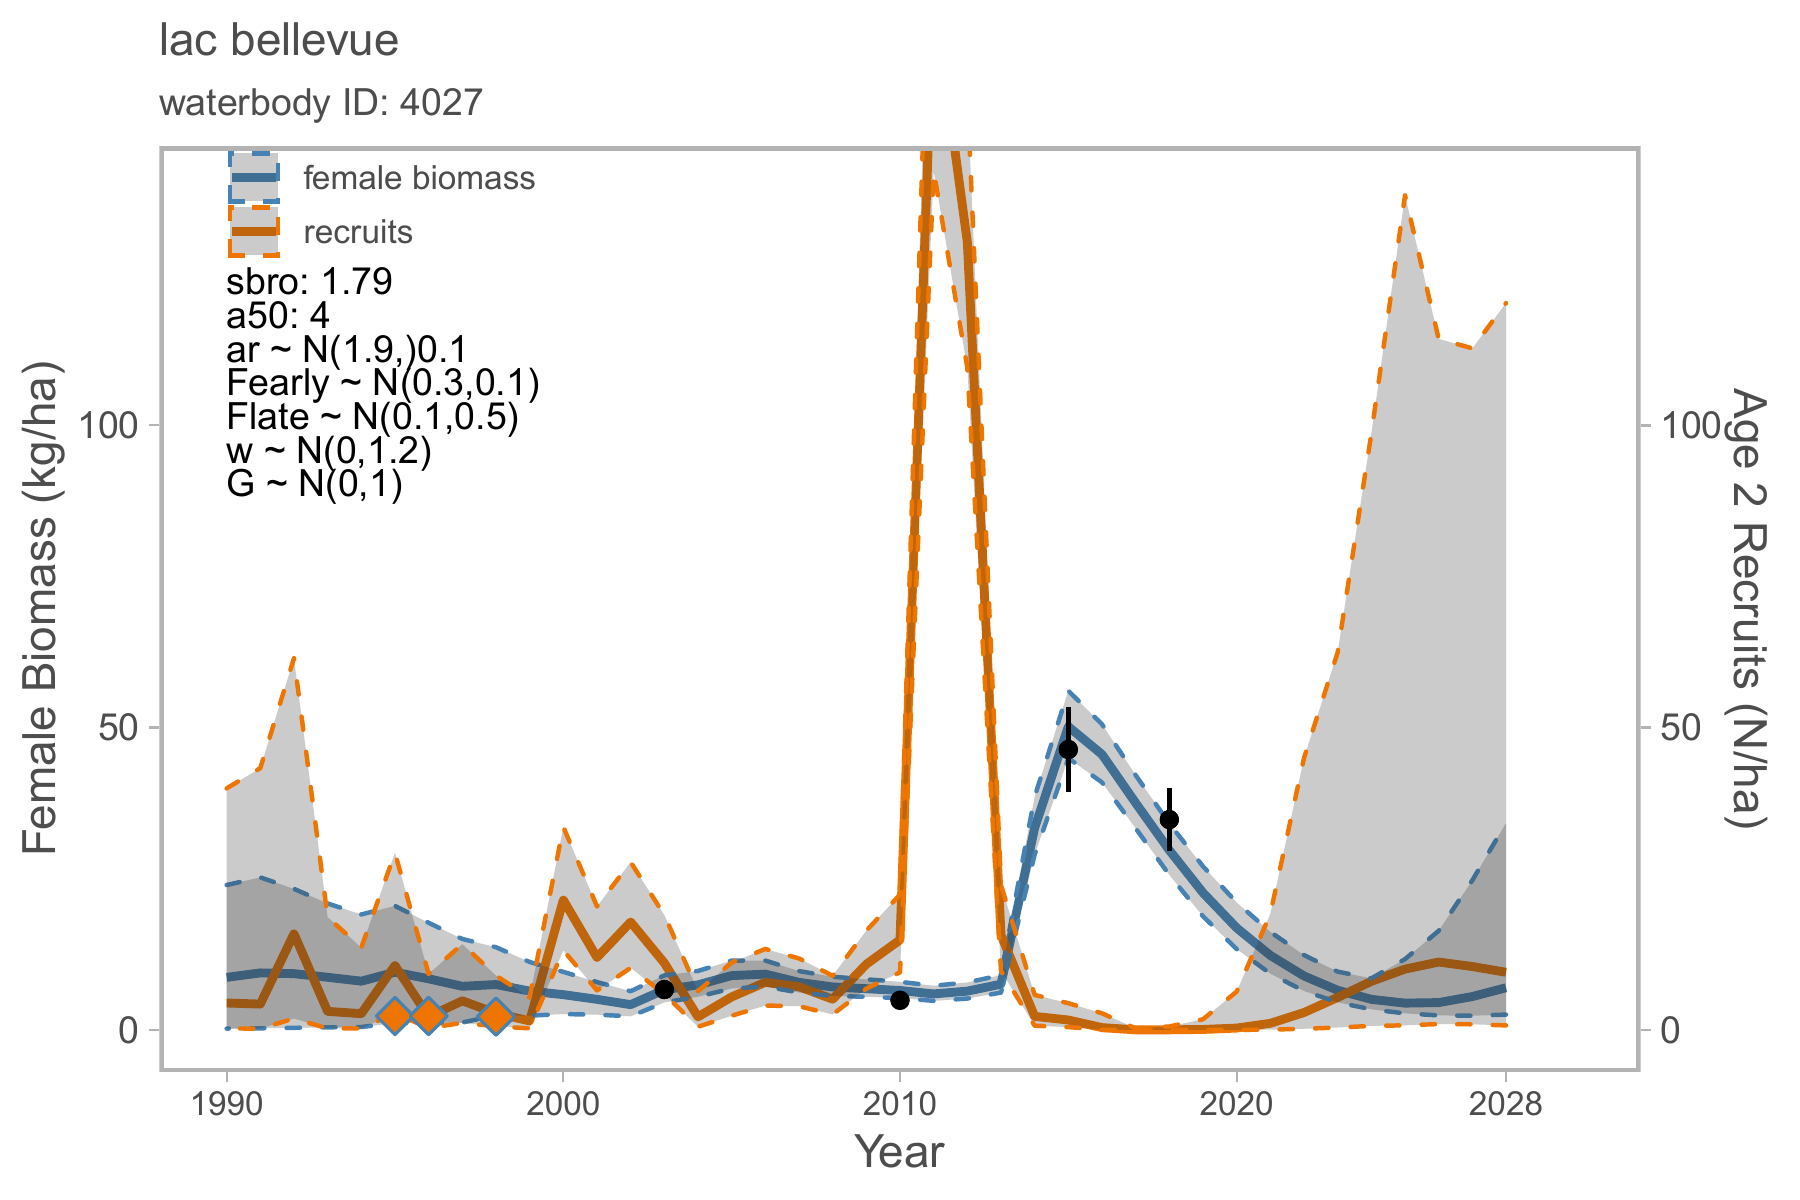 lac bellevue
waterbody ID: 4027
female biomass
recruits
sbro: 1.79
a50: 4
ar ~ N(1.9,)0.1
Fearly ~ N(0.3,0.1)
Flate ~ N(0.1,0.5)
w ~ N(0,1.2)
G ~ N(0,1)
Female Biomass (kg/ha)
100
50
0
100
50
0
Age 2 Recruits (N/ha)
1990
2000
2010
2020
2028
Year